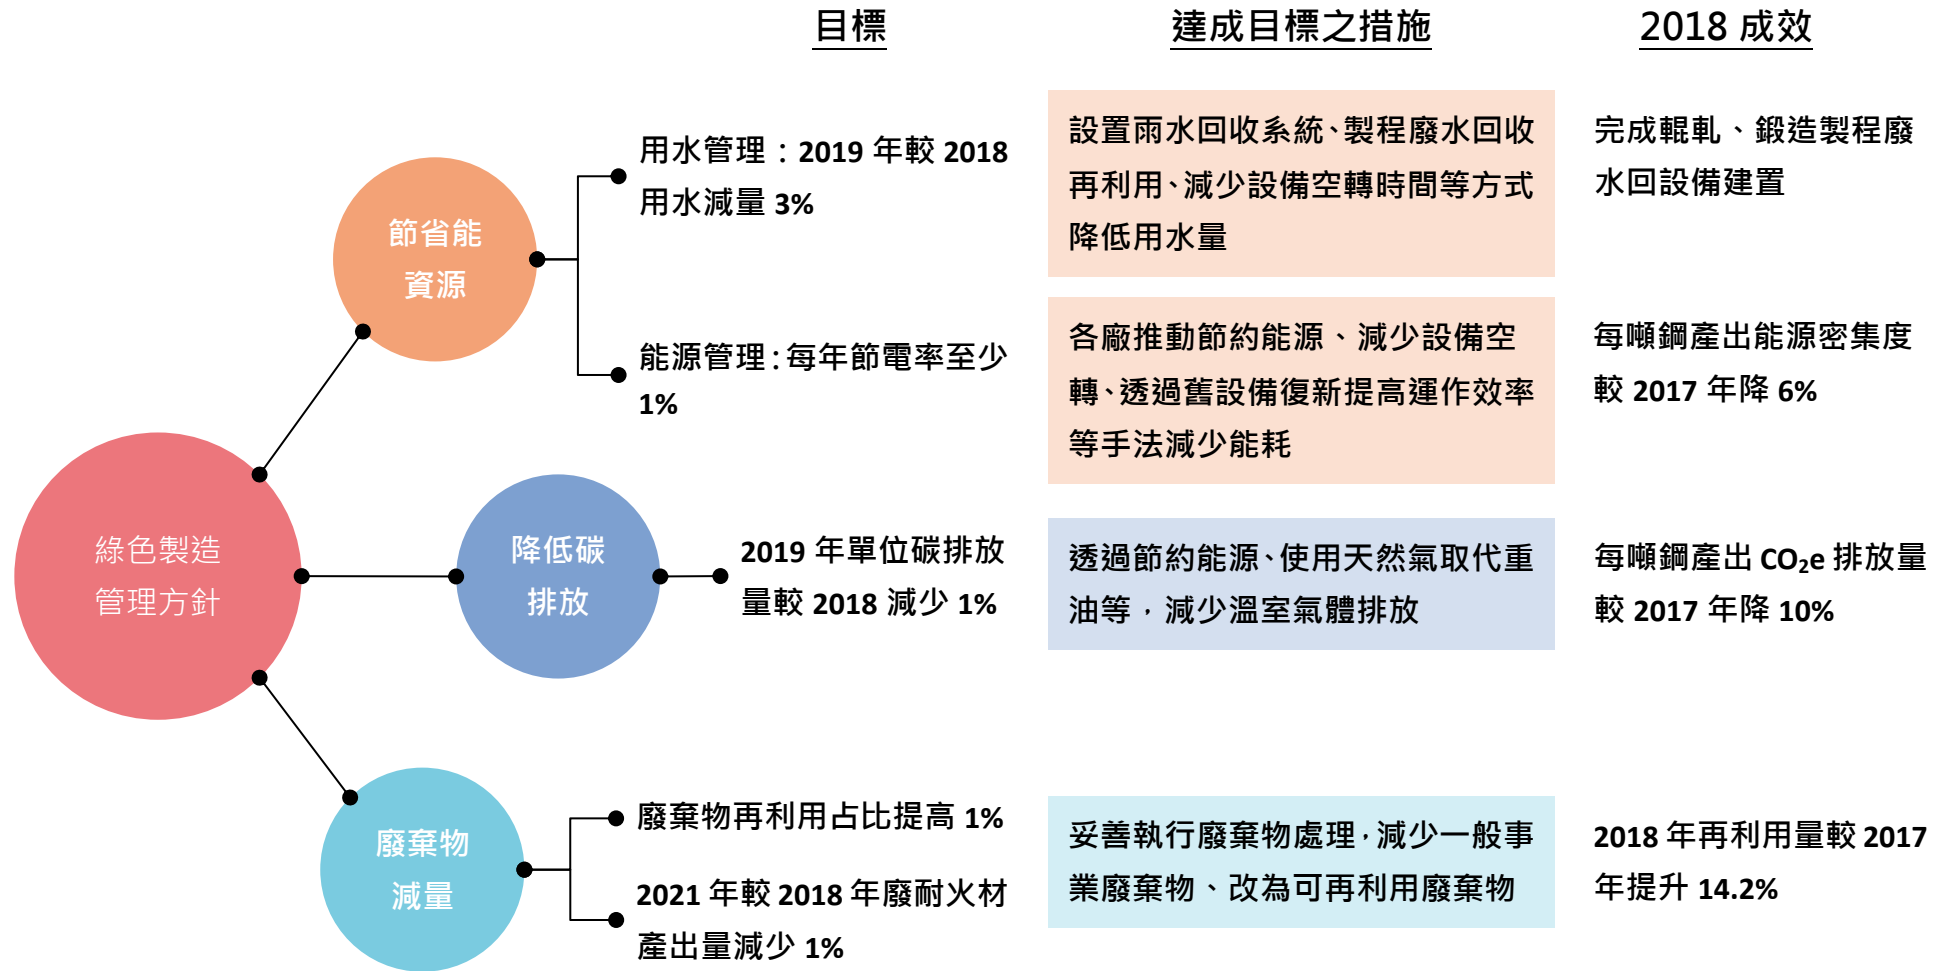 目標
達成目標之措施
2018 成效
綠色製造
管理方針
節省能
資源
用水管理：2019 年較 2018
用水減量 3%
設置雨水回收系統、製程廢水回收
再利用、減少設備空轉時間等方式
降低用水量
完成輥軋、鍛造製程廢
水回設備建置
能源管理：每年節電率至少
1%
各廠推動節約能源、減少設備空
轉、透過舊設備復新提高運作效率
等手法減少能耗
每噸鋼產出能源密集度
較 2017 年降 6%
降低碳
排放
2019 年單位碳排放
量較 2018 減少 1%
透過節約能源、使用天然氣取代重
油等，減少溫室氣體排放
每噸鋼產出 CO₂e 排放量
較 2017 年降 10%
廢棄物
減量
廢棄物再利用占比提高 1%
2021 年較 2018 年廢耐火材
產出量減少 1%
妥善執行廢棄物處理，減少一般事
業廢棄物、改為可再利用廢棄物
2018 年再利用量較 2017
年提升 14.2%